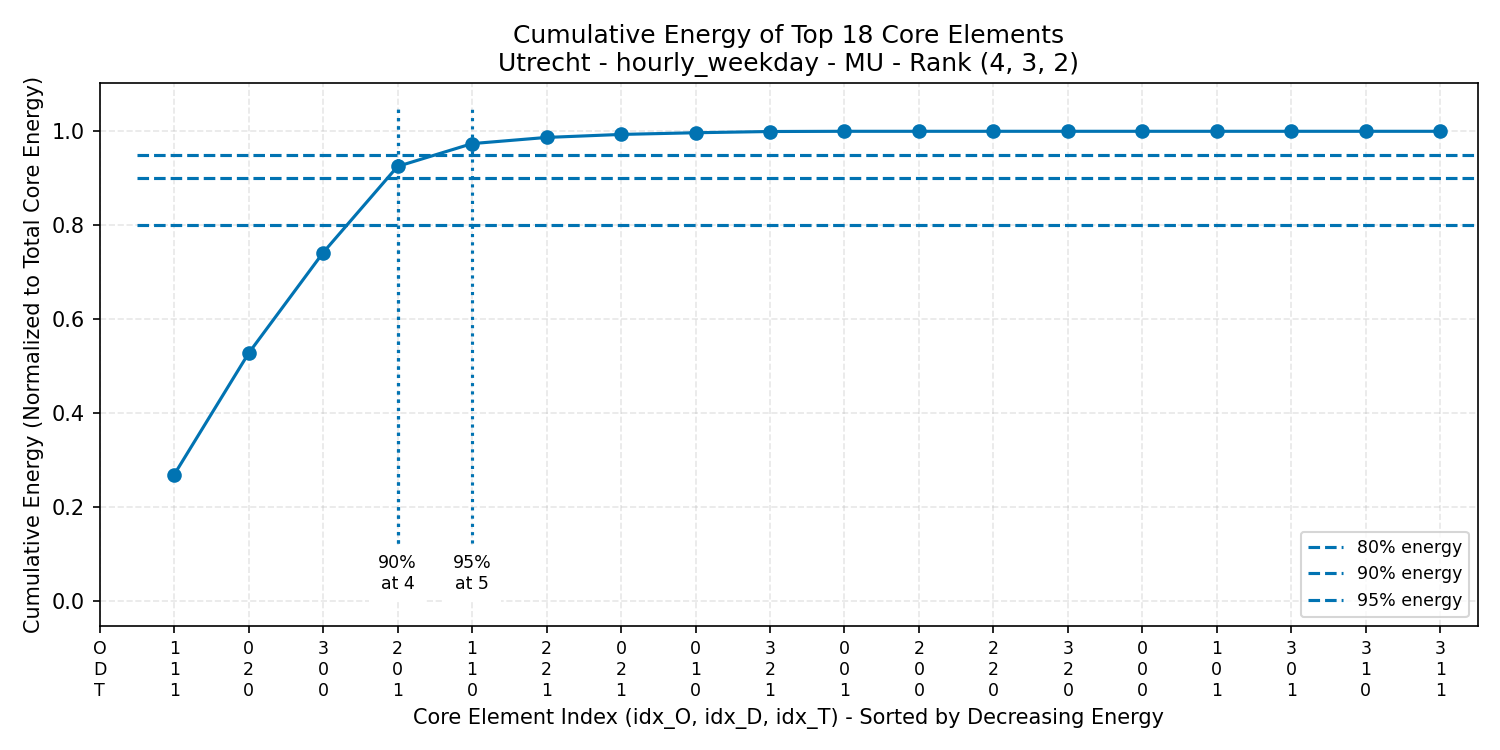 Cumulative Energy of Top 18 Core Elements
Utrecht - hourly_weekday - MU - Rank (4, 3, 2)
Cumulative Energy (Normalized to Total Core Energy)
1.0
0.8
0.6
0.4
0.2
0.0
90%
at 4
95%
at 5
80% energy
90% energy
95% energy
O 1 0 3 2 1 2 0 0 3 0 2 2 3 0 1 3 3 3
D 1 2 0 0 1 2 2 1 2 0 0 2 2 0 0 0 1 1
T 1 0 0 1 0 1 1 0 1 1 0 0 0 0 1 1 0 1
Core Element Index (idx_O, idx_D, idx_T) - Sorted by Decreasing Energy